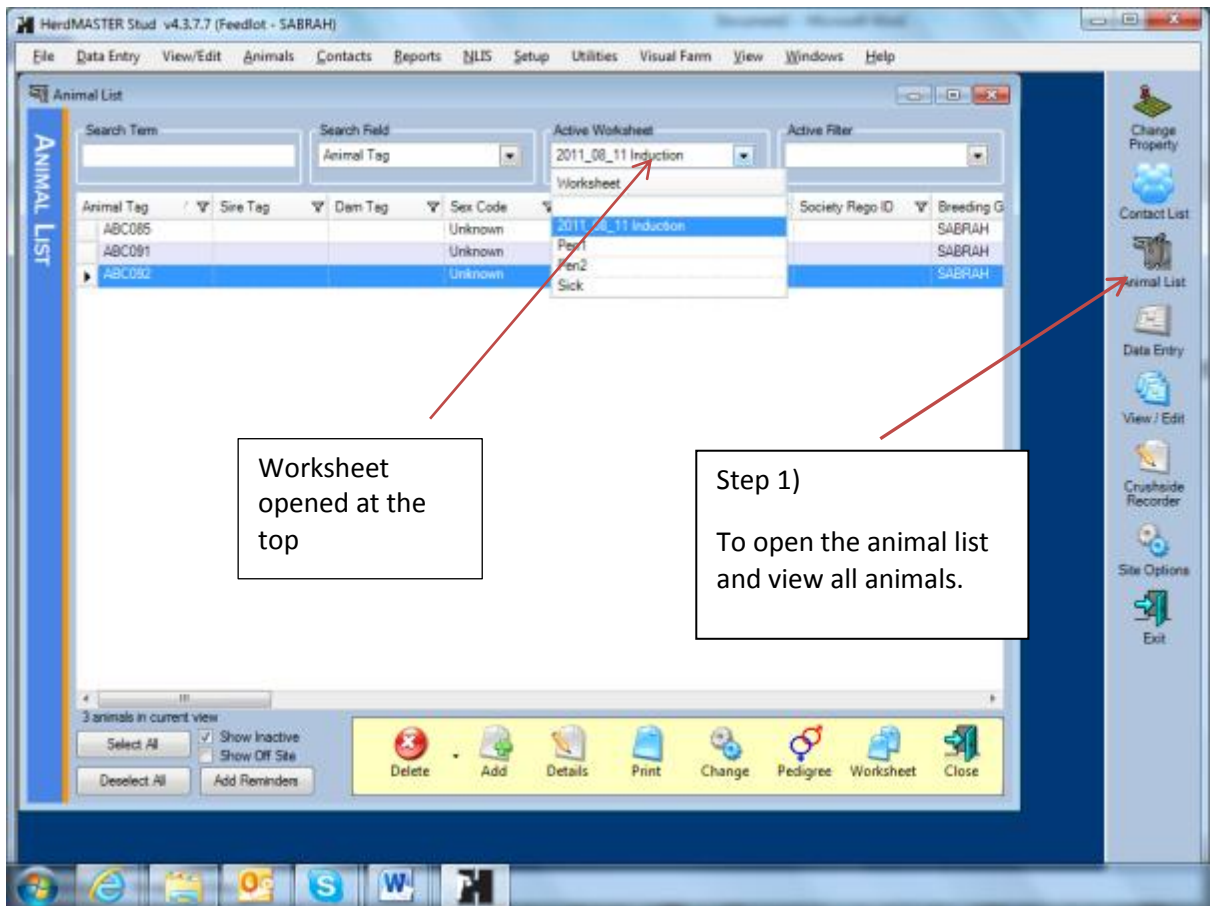 HerdMASTER Stud v4.3.7.7 (Feedlot - SABRAH)
File Data Entry View/Edit Animals Contacts Reports NLIS Setup Utilities Visual Farm View Windows Help
Animal List
ANIMAL LIST
Search Term Search Field Active Worksheet Active Filter
Animal Tag 2011_08_11 Induction
Worksheet
Animal Tag Sire Tag Dam Tag Sex Code Society Rego ID Breeding G
ABC085 Unknown 2011_08_11 Induction SABRAH
ABC091 Unknown Pen1 SABRAH
ABC092 Unknown Pen2 SABRAH
Sick
Change
Property
Contact List
Animal List
Data Entry
View / Edit
Crushside
Recorder
Site Options
Exit
Worksheet
opened at the
top
Step 1)
To open the animal list
and view all animals.
3 animals in current view
Select All Show Inactive
Show Off Site
Deselect All Add Reminders
Delete Add Details Print Change Pedigree Worksheet Close